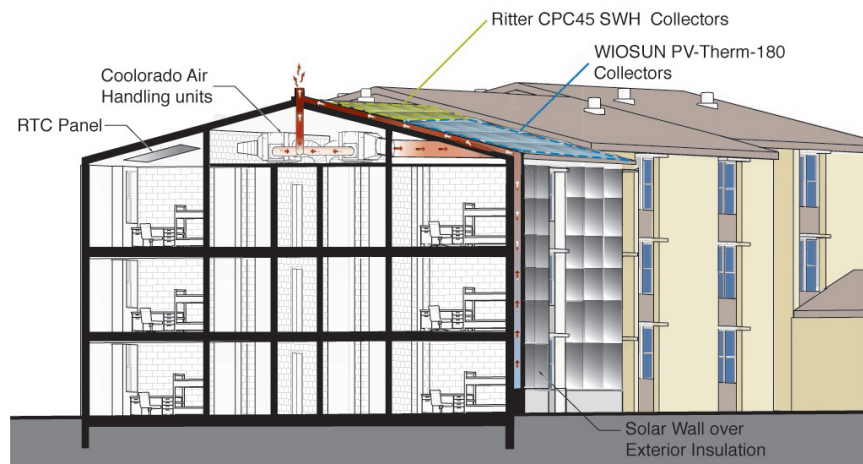 Ritter CPC45 SWH Collectors
WIOSUN PV-Therm-180
Collectors
Coolorado Air
Handling units
RTC Panel
Solar Wall over
Exterior Insulation